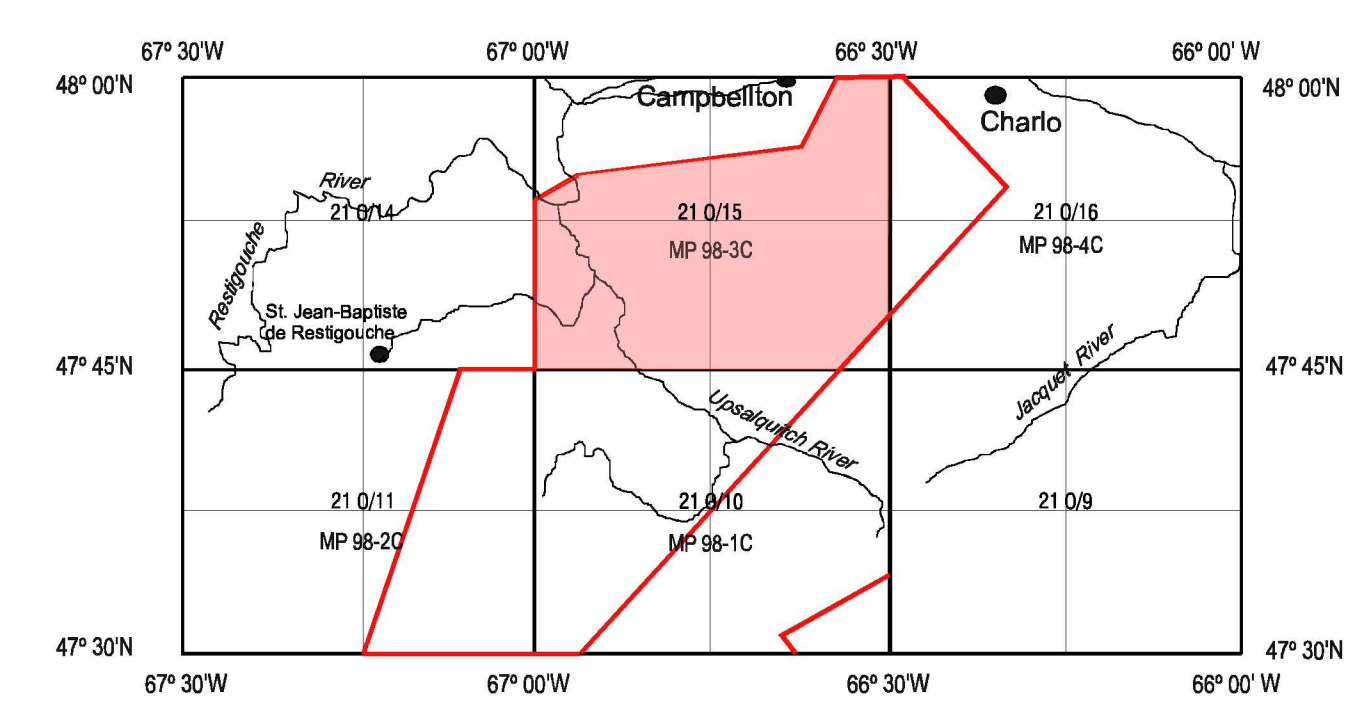 67º 30'W 67º 00'W 66º 30'W 66º 00' W
48º 00'N 48º 00'N
Campbellton
Charlo
River
21 O/14 21 O/15 21 O/16
MP 98-3C MP 98-4C
Restigouche
St. Jean-Baptiste
de Restigouche
47º 45'N 47º 45'N
Jacquet River
Upsalquitch River
21 O/11 21 O/10 21 O/9
MP 98-2C MP 98-1C
47º 30'N 47º 30'N
67º 30'W 67º 00'W 66º 30'W 66º 00' W